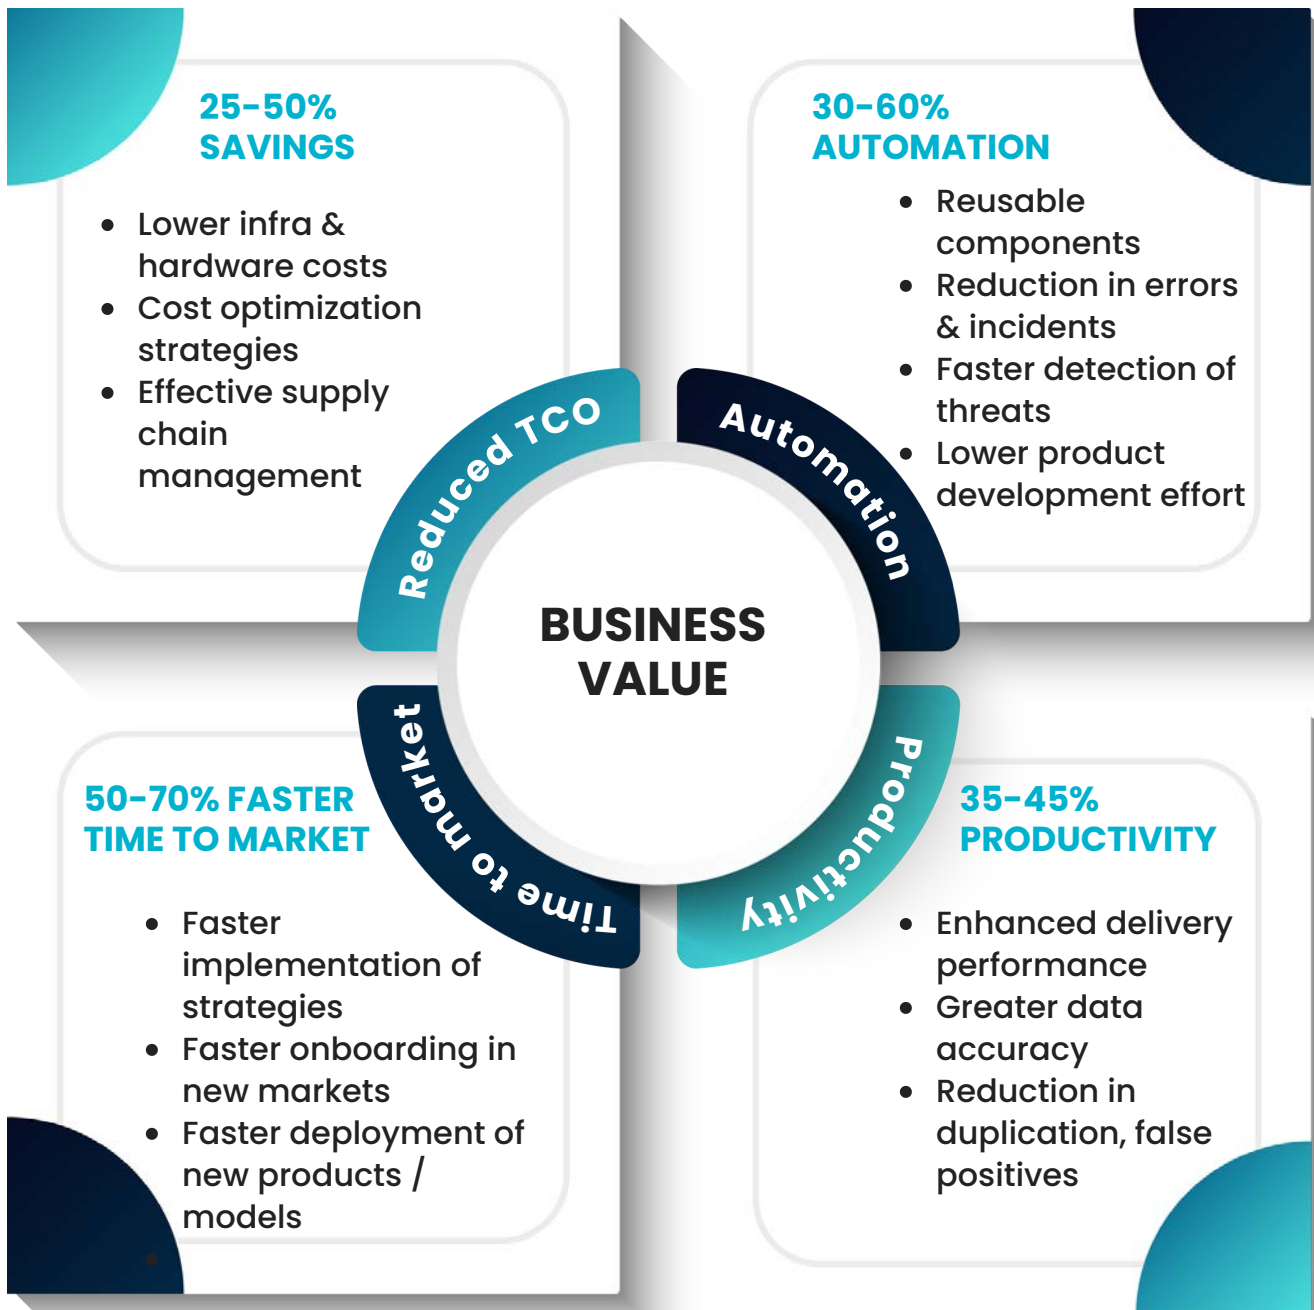 25-50%
SAVINGS
• Lower infra &
hardware costs
• Cost optimization
strategies
• Effective supply
chain
management
30-60%
AUTOMATION
• Reusable
components
• Reduction in errors
& incidents
• Faster detection of
threats
• Lower product
development effort
Reduced TCO
Automation
BUSINESS
VALUE
Time to market
Productivity
50-70% FASTER
TIME TO MARKET
• Faster
implementation of
strategies
• Faster onboarding in
new markets
• Faster deployment of
new products /
models
35-45%
PRODUCTIVITY
• Enhanced delivery
performance
• Greater data
accuracy
• Reduction in
duplication, false
positives